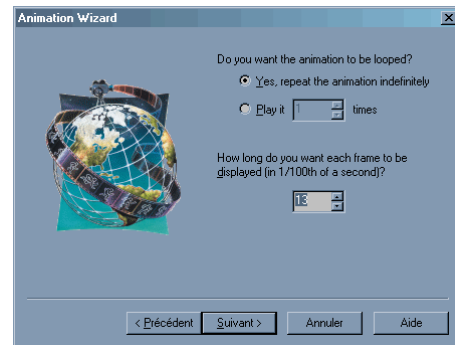 Animation Wizard
Do you want the animation to be looped?
Yes, repeat the animation indefinitely
Play it 1 times
How long do you want each frame to be
displayed (in 1/100th of a second)?
13
< Précédent Suivant > Annuler Aide